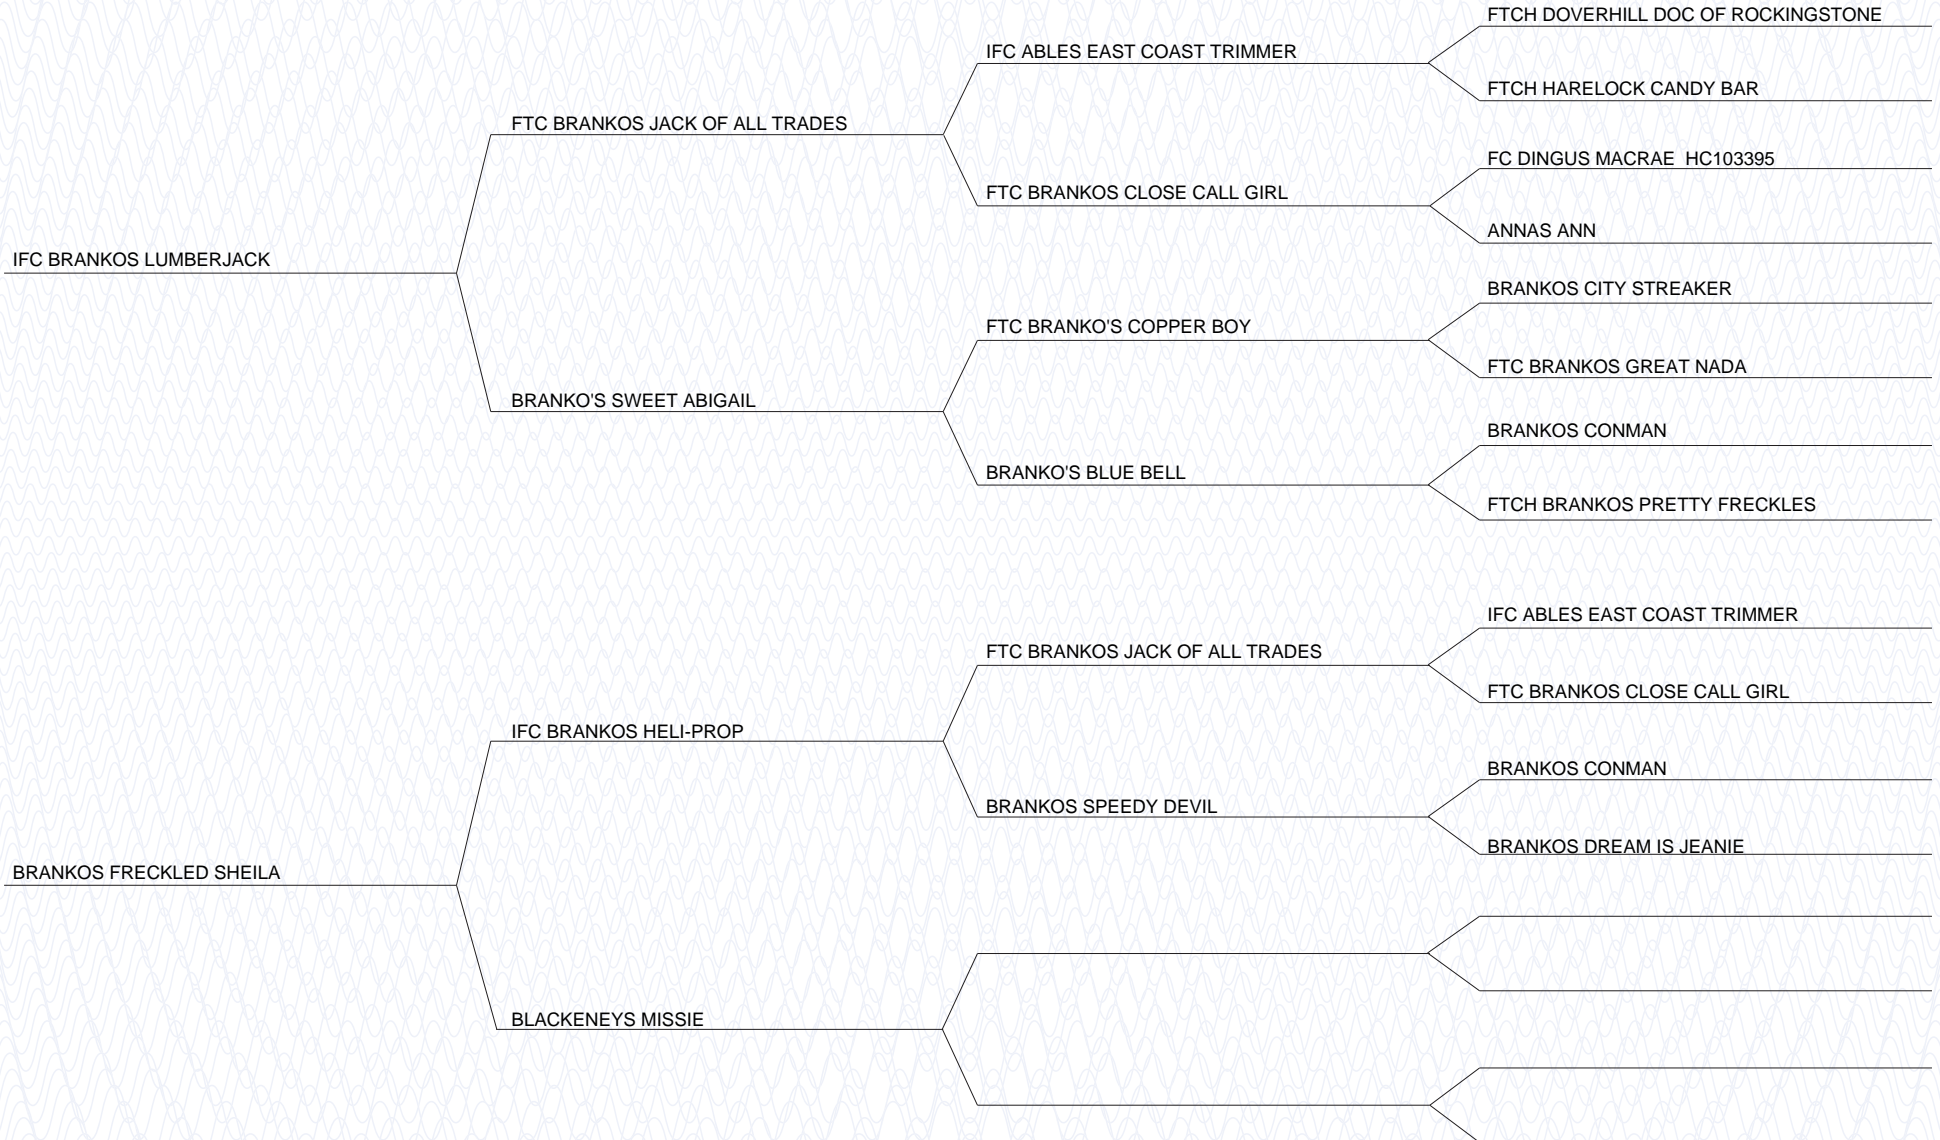 FTCH DOVERHILL DOC OF ROCKINGSTONE
IFC ABLES EAST COAST TRIMMER
FTCH HARELOCK CANDY BAR
FTC BRANKOS JACK OF ALL TRADES
FC DINGUS MACRAE  HC103395
FTC BRANKOS CLOSE CALL GIRL
ANNAS ANN
IFC BRANKOS LUMBERJACK
BRANKOS CITY STREAKER
FTC BRANKO'S COPPER BOY
FTC BRANKOS GREAT NADA
BRANKO'S SWEET ABIGAIL
BRANKOS CONMAN
BRANKO'S BLUE BELL
FTCH BRANKOS PRETTY FRECKLES
IFC ABLES EAST COAST TRIMMER
FTC BRANKOS JACK OF ALL TRADES
FTC BRANKOS CLOSE CALL GIRL
IFC BRANKOS HELI-PROP
BRANKOS CONMAN
BRANKOS SPEEDY DEVIL
BRANKOS DREAM IS JEANIE
BRANKOS FRECKLED SHEILA
BLACKENEYS MISSIE